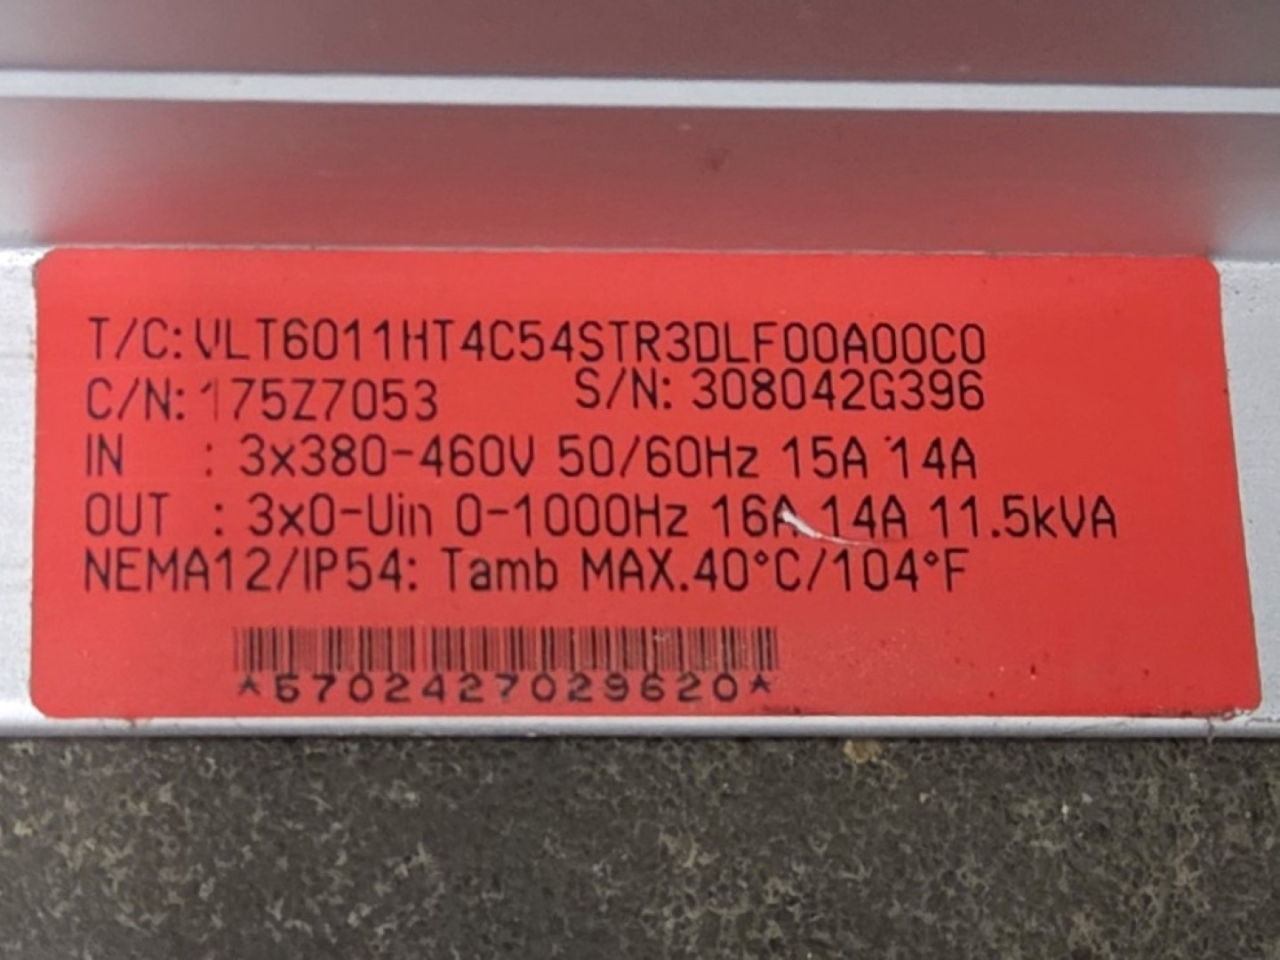 T/C: VLT6011HT4C54STR3DLF00A00C0
C/N: 175Z7053 S/N: 308042G396
IN : 3x380-460V 50/60Hz 15A 14A
OUT : 3x0-Uin 0-1000Hz 16A 14A 11.5kVA
NEMA12/IP54: Tamb MAX.40°C/104°F
*5702427029620*